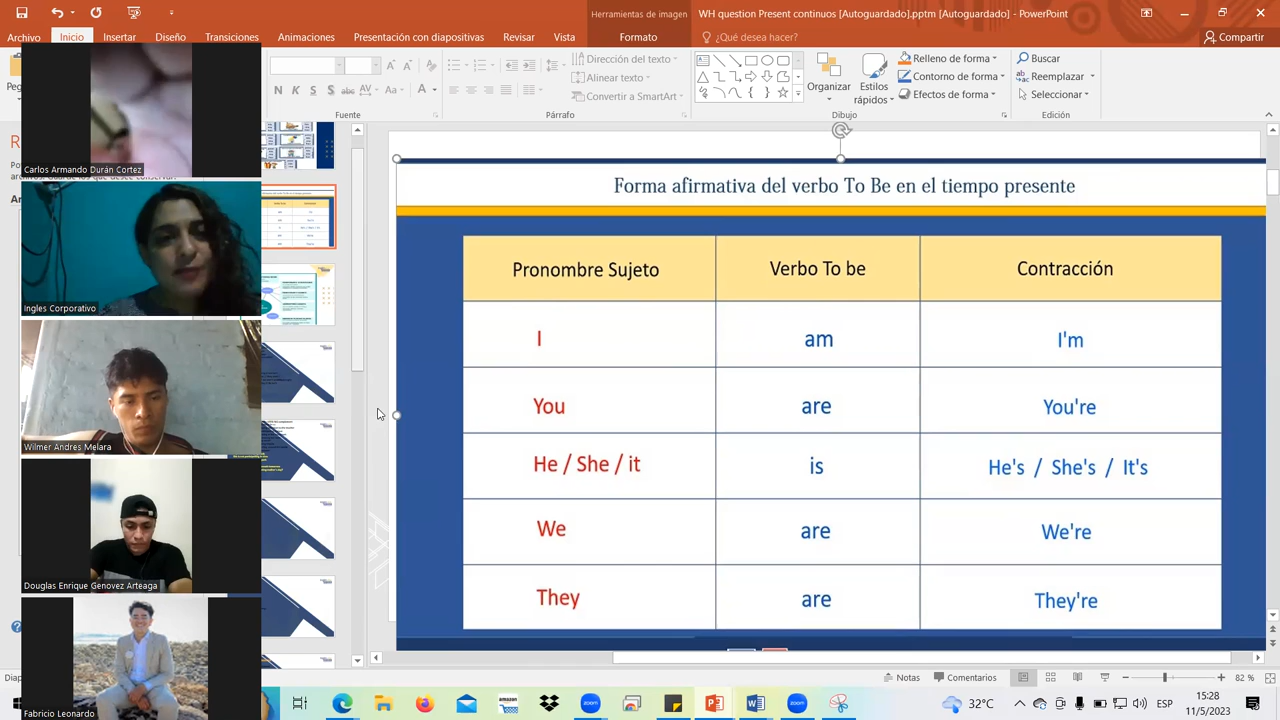 Herramientas de imagen
WH question Present continuos [Autoguardado].pptm [Autoguardado] - PowerPoint
Archivo Inicio Insertar Diseño Transiciones Animaciones Presentación con diapositivas Revisar Vista Formato ¿Qué desea hacer? Compartir
Dirección del texto
Alinear texto
Convertir a SmartArt
Organizar
Estilos rápidos
Relleno de forma
Contorno de forma
Efectos de forma
Buscar
Reemplazar
Seleccionar
Fuente Párrafo Dibujo Edición
Carlos Armando Durán Cortez
Ingles Corporativo
Wilmer Andres Melara
Douglas Enrique Genovez Arteaga
Fabricio Leonardo
Forma afirmativa del verbo To Be en el tiempo presente
Pronombre Sujeto Verbo To be Contracción
I am I'm
You are You're
He / She / it is He's / She's / It's
We are We're
They are They're
Notas Comentarios 82 %
amazon zoom zoom
32°C ESP 15:28
11/5/2023